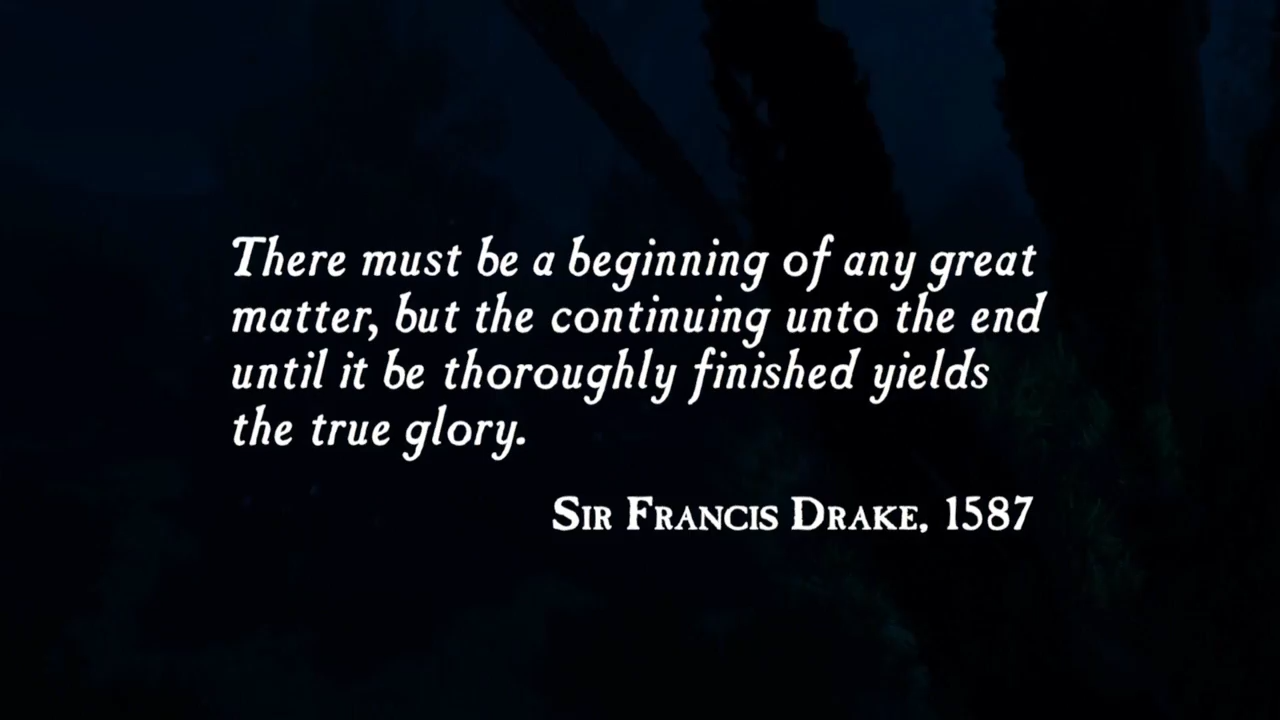 There must be a beginning of any great
matter, but the continuing unto the end
until it be thoroughly finished yields
the true glory.
Sir Francis Drake, 1587